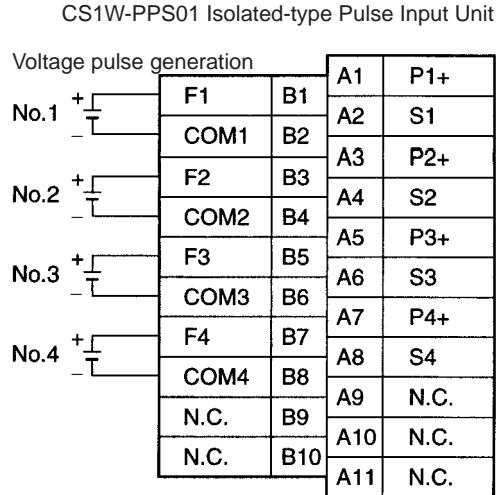 CS1W-PPS01 Isolated-type Pulse Input Unit
Voltage pulse generation
A1 P1+
No.1 + F1 B1
A2 S1
− COM1 B2
A3 P2+
No.2 + F2 B3
A4 S2
− COM2 B4
A5 P3+
No.3 + F3 B5
A6 S3
− COM3 B6
A7 P4+
No.4 + F4 B7
A8 S4
− COM4 B8
A9 N.C.
N.C. B9
A10 N.C.
N.C. B10
A11 N.C.